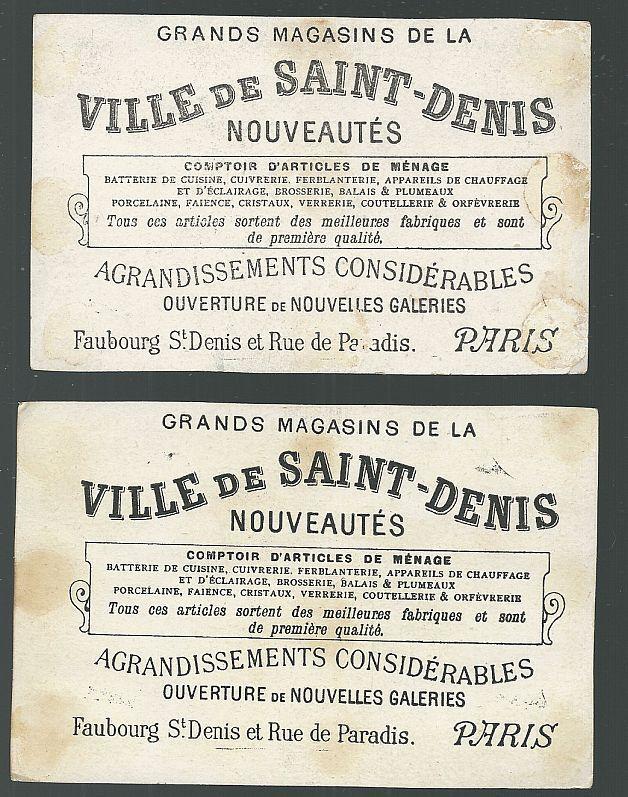 GRANDS MAGASINS DE LA
VILLE DE SAINT-DENIS
NOUVEAUTÉS
COMPTOIR D'ARTICLES DE MÉNAGE
BATTERIE DE CUISINE, CUIVRERIE, FERBLANTERIE, APPAREILS DE CHAUFFAGE
ET D'ÉCLAIRAGE, BROSSERIE, BALAIS & PLUMEAUX
PORCELAINE, FAIENCE, CRISTAUX, VERRERIE, COUTELLERIE & ORFÈVRERIE
Tous ces articles sortent des meilleures fabriques et sont
de première qualité.
AGRANDISSEMENTS CONSIDÉRABLES
OUVERTURE DE NOUVELLES GALERIES
Faubourg St Denis et Rue de Paradis. PARIS
GRANDS MAGASINS DE LA
VILLE DE SAINT-DENIS
NOUVEAUTÉS
COMPTOIR D'ARTICLES DE MÉNAGE
BATTERIE DE CUISINE, CUIVRERIE, FERBLANTERIE, APPAREILS DE CHAUFFAGE
ET D'ÉCLAIRAGE, BROSSERIE, BALAIS & PLUMEAUX
PORCELAINE, FAIENCE, CRISTAUX, VERRERIE, COUTELLERIE & ORFÈVRERIE
Tous ces articles sortent des meilleures fabriques et sont
de première qualité.
AGRANDISSEMENTS CONSIDÉRABLES
OUVERTURE DE NOUVELLES GALERIES
Faubourg St Denis et Rue de Paradis. PARIS